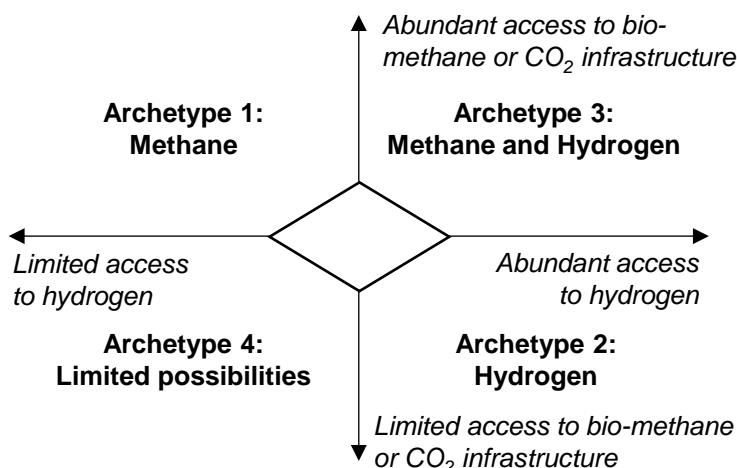 Abundant access to bio-
methane or CO₂ infrastructure
Archetype 1:
Methane
Archetype 3:
Methane and Hydrogen
Limited access
to hydrogen
Abundant access
to hydrogen
Archetype 4:
Limited possibilities
Archetype 2:
Hydrogen
Limited access to bio-methane
or CO₂ infrastructure